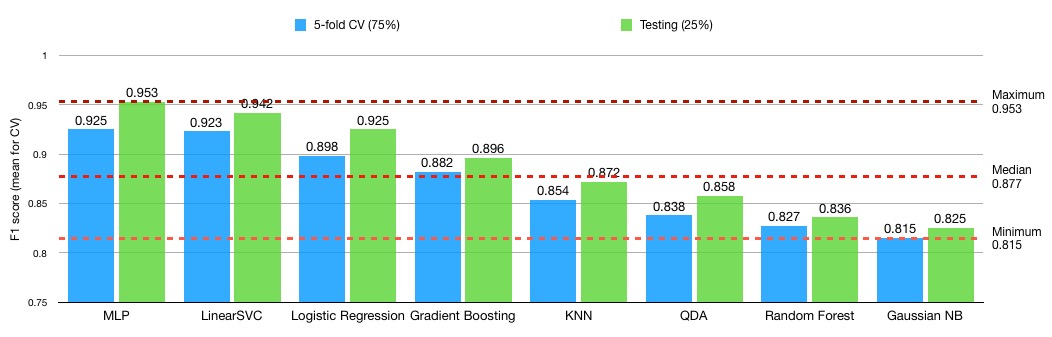 5-fold CV (75%) Testing (25%)
1
0.95
0.9
0.85
0.8
0.75
F1 score (mean for CV)
0.925 0.953 0.923 0.942 0.898 0.925 0.882 0.896 0.854 0.872 0.838 0.858 0.827 0.836 0.815 0.825
Maximum
0.953
Median
0.877
Minimum
0.815
MLP LinearSVC Logistic Regression Gradient Boosting KNN QDA Random Forest Gaussian NB